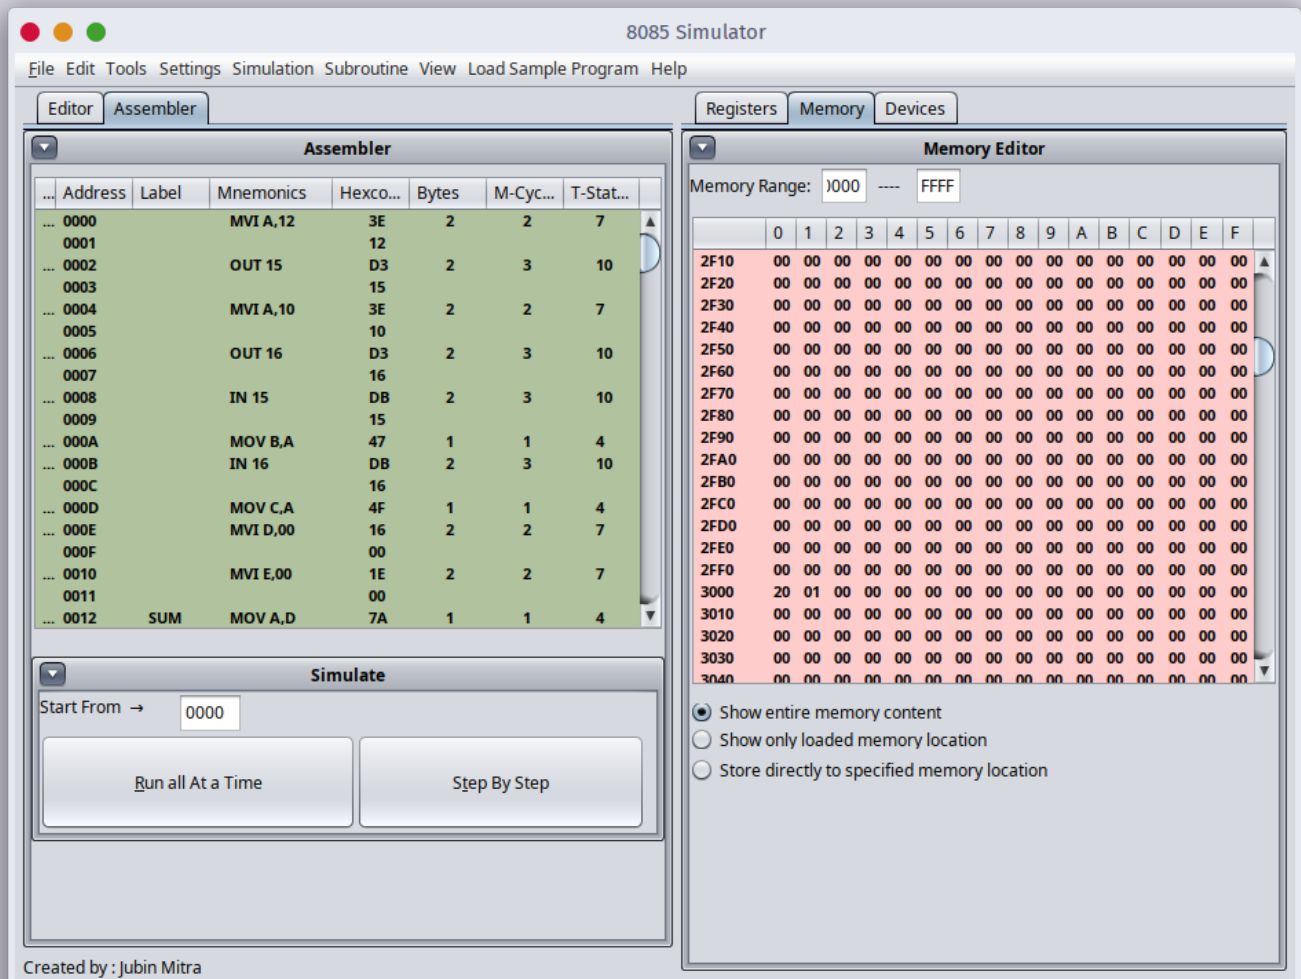 8085 Simulator
File Edit Tools Settings Simulation Subroutine View Load Sample Program Help
Editor Assembler
Assembler
... Address Label Mnemonics Hexco... Bytes M-Cyc... T-Stat...
... 0000 MVI A,12 3E 2 2 7
0001 12
... 0002 OUT 15 D3 2 3 10
0003 15
... 0004 MVI A,10 3E 2 2 7
0005 10
... 0006 OUT 16 D3 2 3 10
0007 16
... 0008 IN 15 DB 2 3 10
0009 15
... 000A MOV B,A 47 1 1 4
... 000B IN 16 DB 2 3 10
000C 16
... 000D MOV C,A 4F 1 1 4
... 000E MVI D,00 16 2 2 7
000F 00
... 0010 MVI E,00 1E 2 2 7
0011 00
... 0012 SUM MOV A,D 7A 1 1 4
Simulate
Start From → 0000
Run all At a Time Step By Step
Created by : Jubin Mitra
Registers Memory Devices
Memory Editor
Memory Range: 0000 ---- FFFF
0 1 2 3 4 5 6 7 8 9 A B C D E F
2F10 00 00 00 00 00 00 00 00 00 00 00 00 00 00 00 00
2F20 00 00 00 00 00 00 00 00 00 00 00 00 00 00 00 00
2F30 00 00 00 00 00 00 00 00 00 00 00 00 00 00 00 00
2F40 00 00 00 00 00 00 00 00 00 00 00 00 00 00 00 00
2F50 00 00 00 00 00 00 00 00 00 00 00 00 00 00 00 00
2F60 00 00 00 00 00 00 00 00 00 00 00 00 00 00 00 00
2F70 00 00 00 00 00 00 00 00 00 00 00 00 00 00 00 00
2F80 00 00 00 00 00 00 00 00 00 00 00 00 00 00 00 00
2F90 00 00 00 00 00 00 00 00 00 00 00 00 00 00 00 00
2FA0 00 00 00 00 00 00 00 00 00 00 00 00 00 00 00 00
2FB0 00 00 00 00 00 00 00 00 00 00 00 00 00 00 00 00
2FC0 00 00 00 00 00 00 00 00 00 00 00 00 00 00 00 00
2FD0 00 00 00 00 00 00 00 00 00 00 00 00 00 00 00 00
2FE0 00 00 00 00 00 00 00 00 00 00 00 00 00 00 00 00
2FF0 00 00 00 00 00 00 00 00 00 00 00 00 00 00 00 00
3000 20 01 00 00 00 00 00 00 00 00 00 00 00 00 00 00
3010 00 00 00 00 00 00 00 00 00 00 00 00 00 00 00 00
3020 00 00 00 00 00 00 00 00 00 00 00 00 00 00 00 00
3030 00 00 00 00 00 00 00 00 00 00 00 00 00 00 00 00
3040 00 00 00 00 00 00 00 00 00 00 00 00 00 00 00 00
Show entire memory content
Show only loaded memory location
Store directly to specified memory location